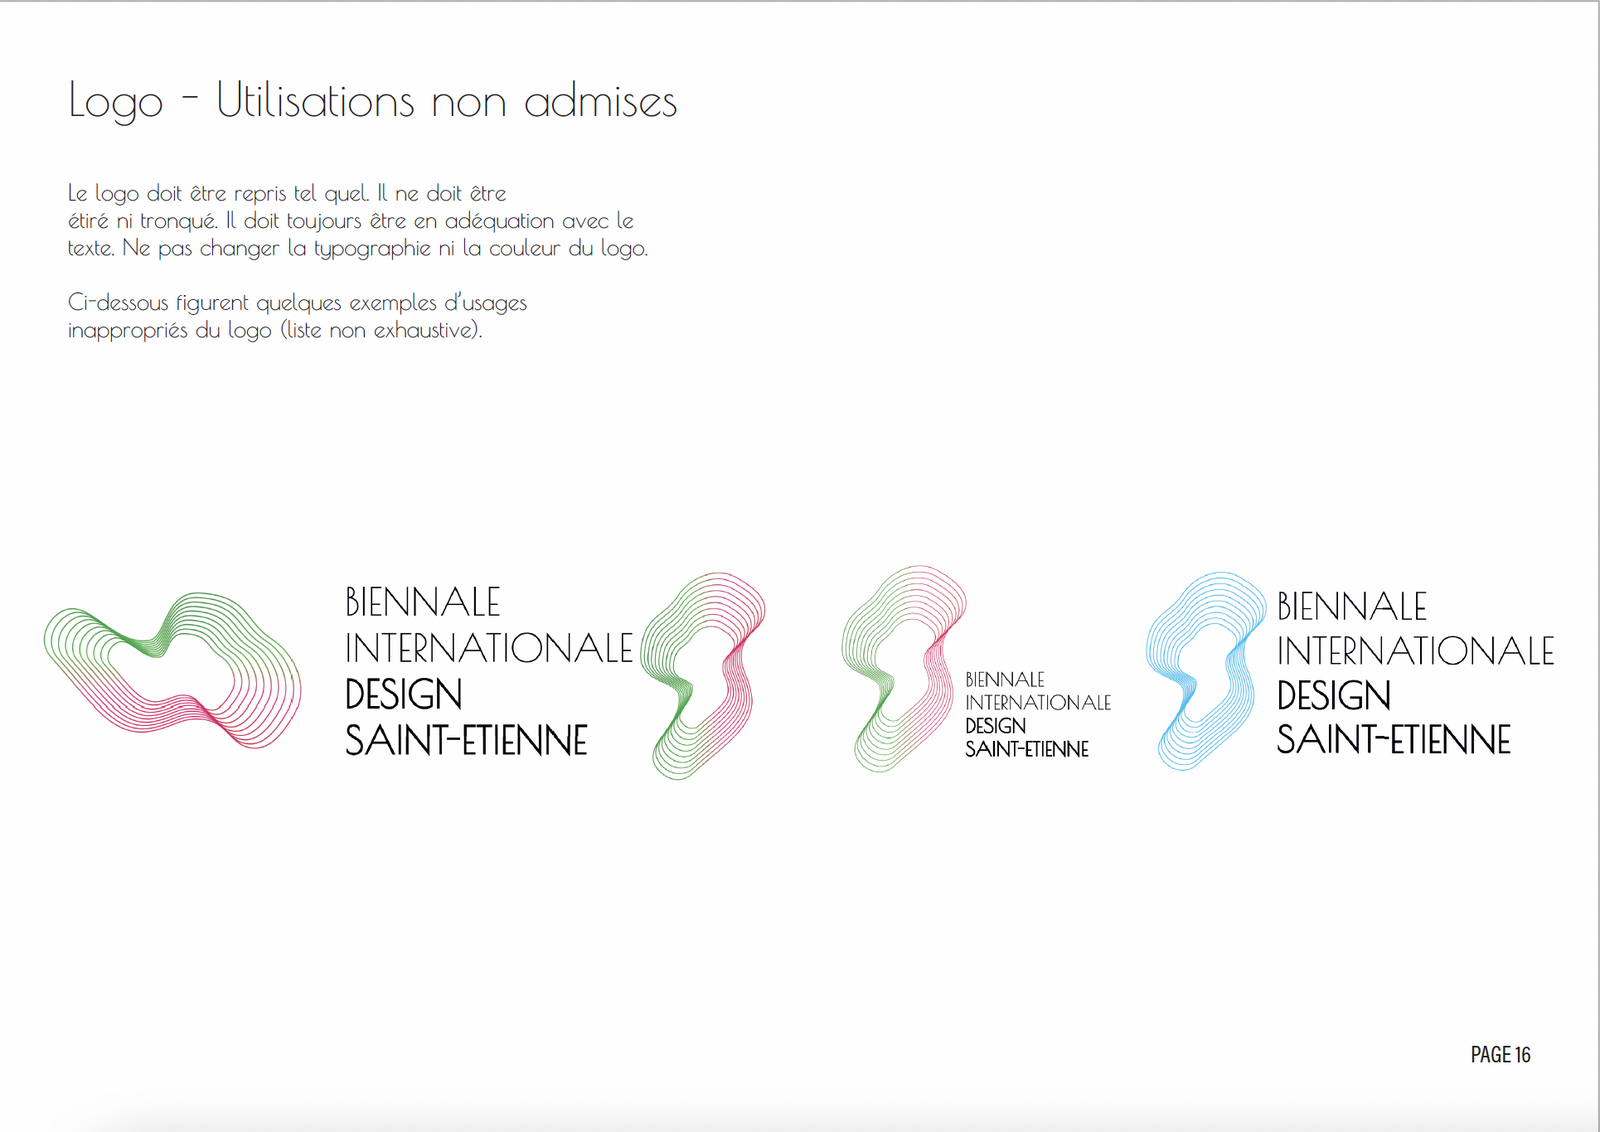 Logo - Utilisations non admises
Le logo doit être repris tel quel. Il ne doit être
étiré ni tronqué. Il doit toujours être en adéquation avec le
texte. Ne pas changer la typographie ni la couleur du logo.
Ci-dessous figurent quelques exemples d'usages
inappropriés du logo (liste non exhaustive).
BIENNALE
INTERNATIONALE
DESIGN
SAINT-ETIENNE
BIENNALE
INTERNATIONALE
DESIGN
SAINT-ETIENNE
BIENNALE
INTERNATIONALE
DESIGN
SAINT-ETIENNE
PAGE 16